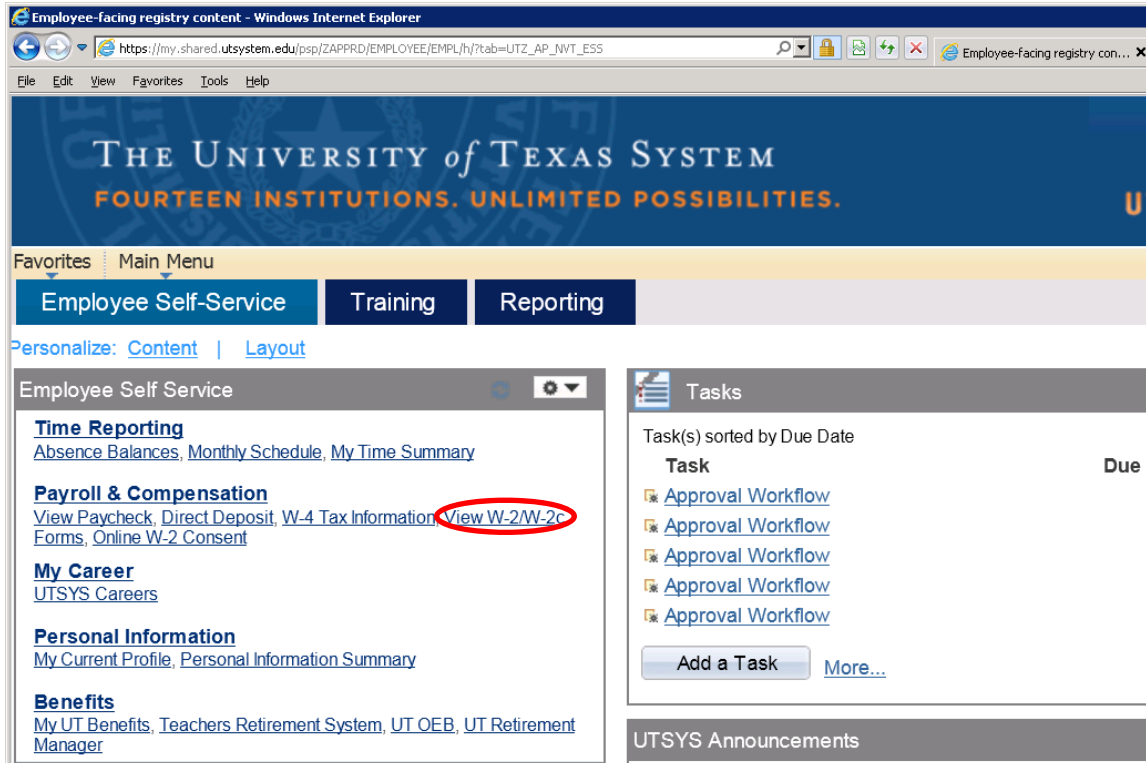 Employee-facing registry content - Windows Internet Explorer
https://my.shared.utsystem.edu/psp/ZAPPRD/EMPLOYEE/EMPL/h/?tab=UTZ_AP_NVT_ESS
Employee-facing registry con...
File Edit View Favorites Tools Help
THE UNIVERSITY of TEXAS SYSTEM
FOURTEEN INSTITUTIONS. UNLIMITED POSSIBILITIES.
U
Favorites Main Menu
Employee Self-Service Training Reporting
Personalize: Content | Layout
Employee Self Service
Time Reporting
Absence Balances, Monthly Schedule, My Time Summary
Payroll & Compensation
View Paycheck, Direct Deposit, W-4 Tax Information, View W-2/W-2c
Forms, Online W-2 Consent
My Career
UTSYS Careers
Personal Information
My Current Profile, Personal Information Summary
Benefits
My UT Benefits, Teachers Retirement System, UT OEB, UT Retirement
Manager
Tasks
Task(s) sorted by Due Date
Task Due
Approval Workflow
Approval Workflow
Approval Workflow
Approval Workflow
Approval Workflow
Add a Task More...
UTSYS Announcements